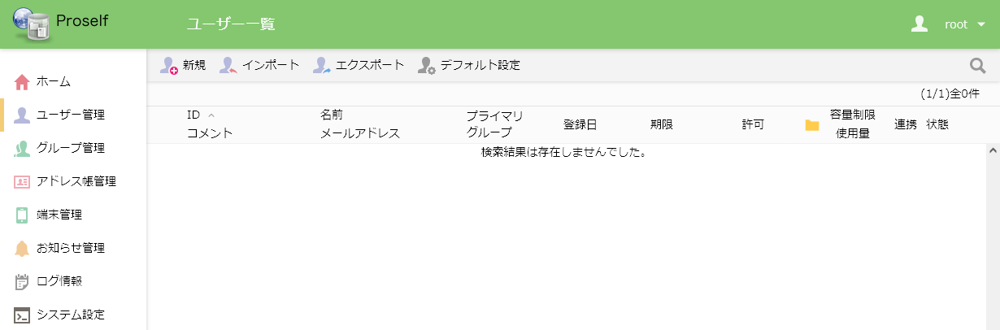 Proself
ユーザー一覧
root
新規 インポート エクスポート デフォルト設定
(1/1)全0件
ホーム
ユーザー管理
グループ管理
アドレス帳管理
端末管理
お知らせ管理
ログ情報
システム設定
ID
コメント
名前
メールアドレス
プライマリ
グループ
登録日
期限
許可
容量制限
使用量
連携
状態
検索結果は存在しませんでした。